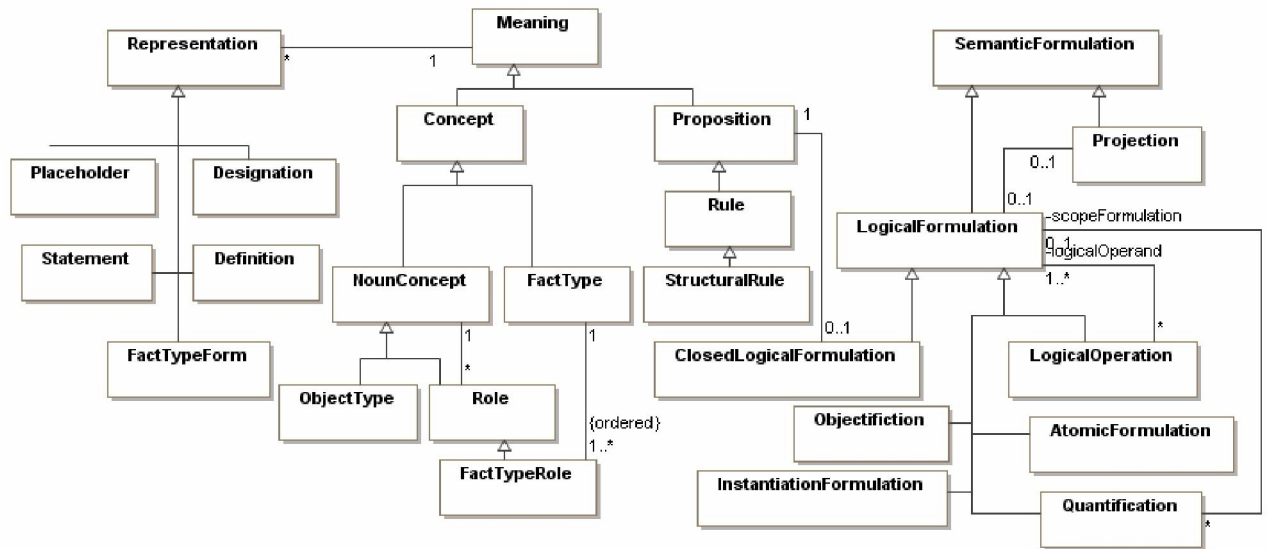 Meaning
Representation
SemanticFormulation
*
1
Concept
Proposition
1
Projection
0..1
Placeholder
Designation
Rule
0..1
LogicalFormulation
-scopeFormulation
0..1
-logicalOperand
1..*
Statement
Definition
NounConcept
FactType
StructuralRule
1
1
0..1
*
FactTypeForm
ClosedLogicalFormulation
LogicalOperation
*
ObjectType
Role
{ordered}
1..*
Objectifiction
AtomicFormulation
FactTypeRole
InstantiationFormulation
Quantification
*